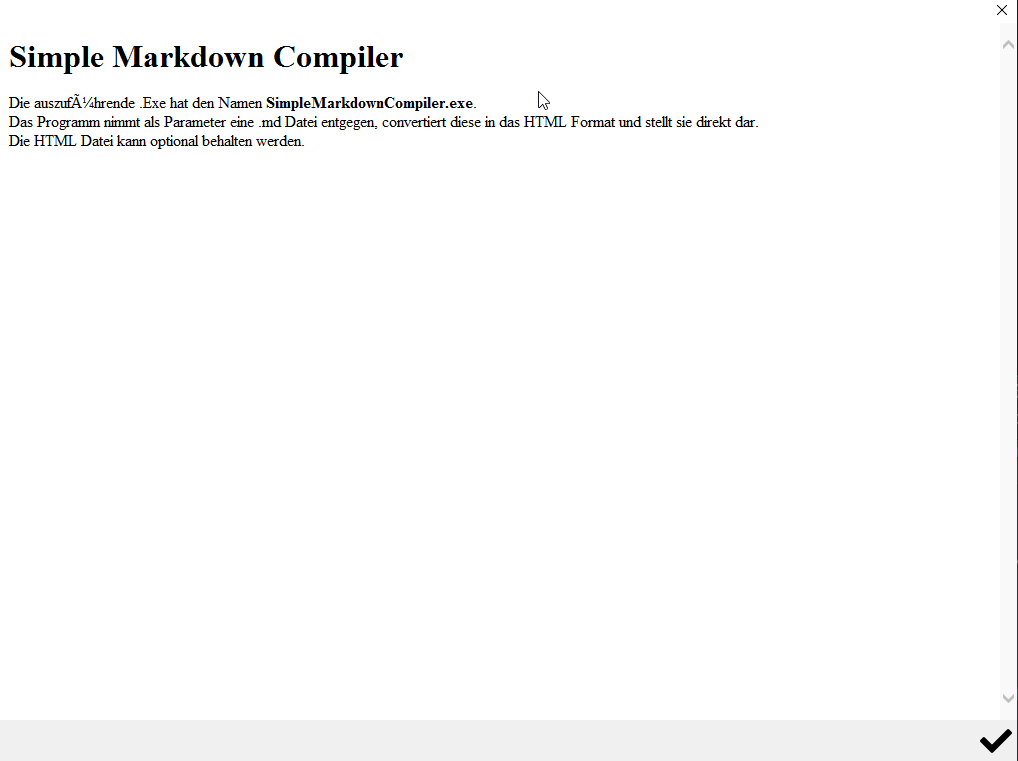 Simple Markdown Compiler
Die auszufÃ¼hrende .Exe hat den Namen SimpleMarkdownCompiler.exe.
Das Programm nimmt als Parameter eine .md Datei entgegen, convertiert diese in das HTML Format und stellt sie direkt dar.
Die HTML Datei kann optional behalten werden.